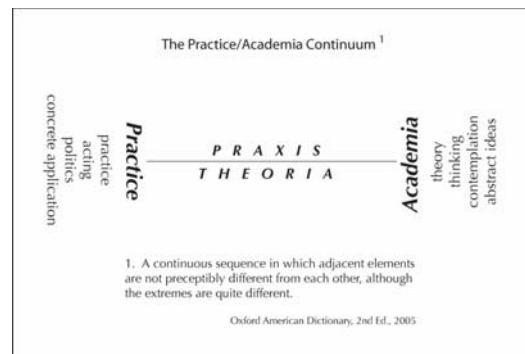 The Practice/Academia Continuum 1
concrete application
politics
acting
practice
Practice
PRAXIS
THEORIA
Academia
theory
thinking
contemplation
abstract ideas
1. A continuous sequence in which adjacent elements
are not preceptibly different from each other, although
the extremes are quite different.
Oxford American Dictionary, 2nd Ed., 2005